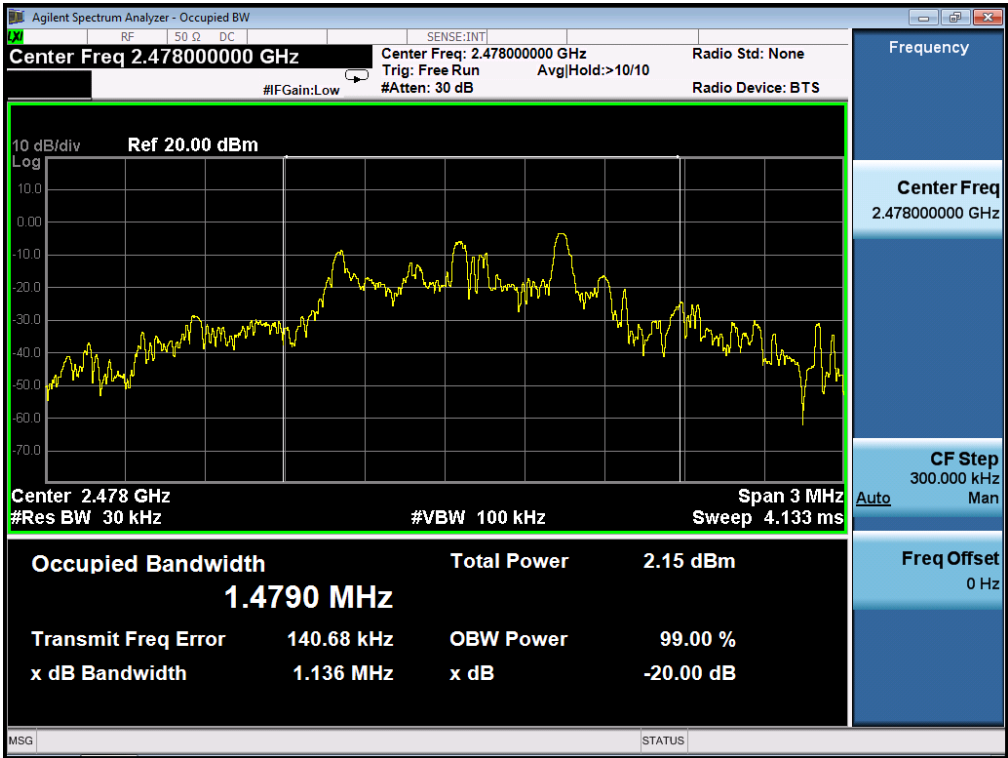 Agilent Spectrum Analyzer - Occupied BW
LXI RF 50 Ω DC SENSE:INT
Center Freq 2.478000000 GHz
Center Freq: 2.478000000 GHz Radio Std: None
Trig: Free Run Avg|Hold:>10/10
#IFGain:Low #Atten: 30 dB Radio Device: BTS
10 dB/div Ref 20.00 dBm
Log
10.0
0.00
-10.0
-20.0
-30.0
-40.0
-50.0
-60.0
-70.0
Center 2.478 GHz Span 3 MHz
#Res BW 30 kHz #VBW 100 kHz Sweep 4.133 ms
Occupied Bandwidth Total Power 2.15 dBm
1.4790 MHz
Transmit Freq Error 140.68 kHz OBW Power 99.00 %
x dB Bandwidth 1.136 MHz x dB -20.00 dB
MSG STATUS
Frequency
Center Freq
2.478000000 GHz
CF Step
300.000 kHz
Auto Man
Freq Offset
0 Hz